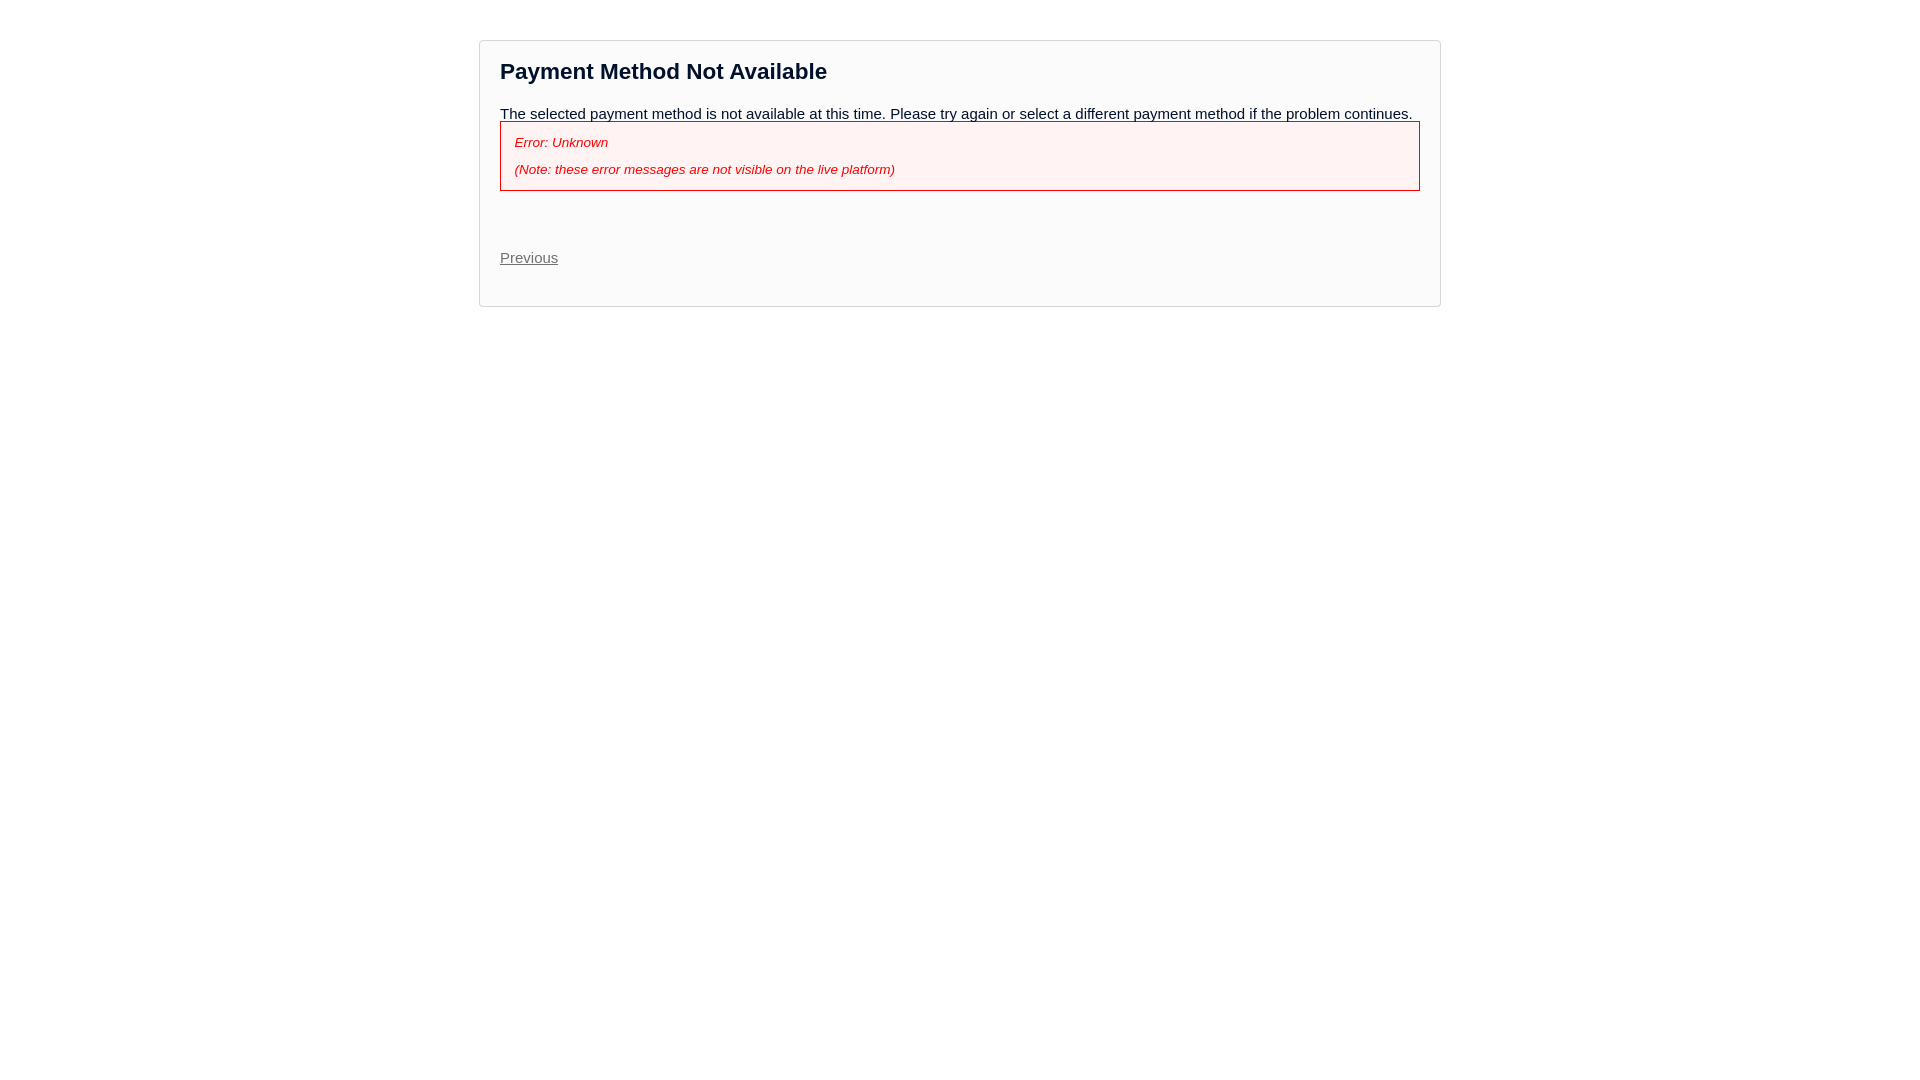 Payment Method Not Available
The selected payment method is not available at this time. Please try again or select a different payment method if the problem continues.
Error: Unknown
(Note: these error messages are not visible on the live platform)
Previous